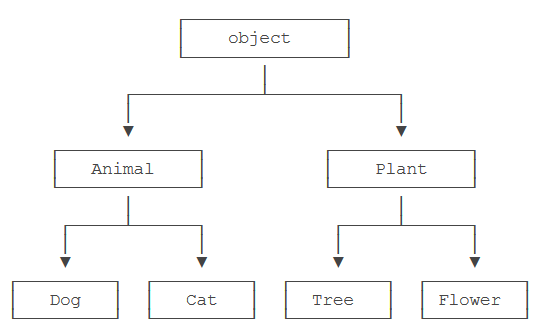 object
Animal Plant
Dog Cat Tree Flower